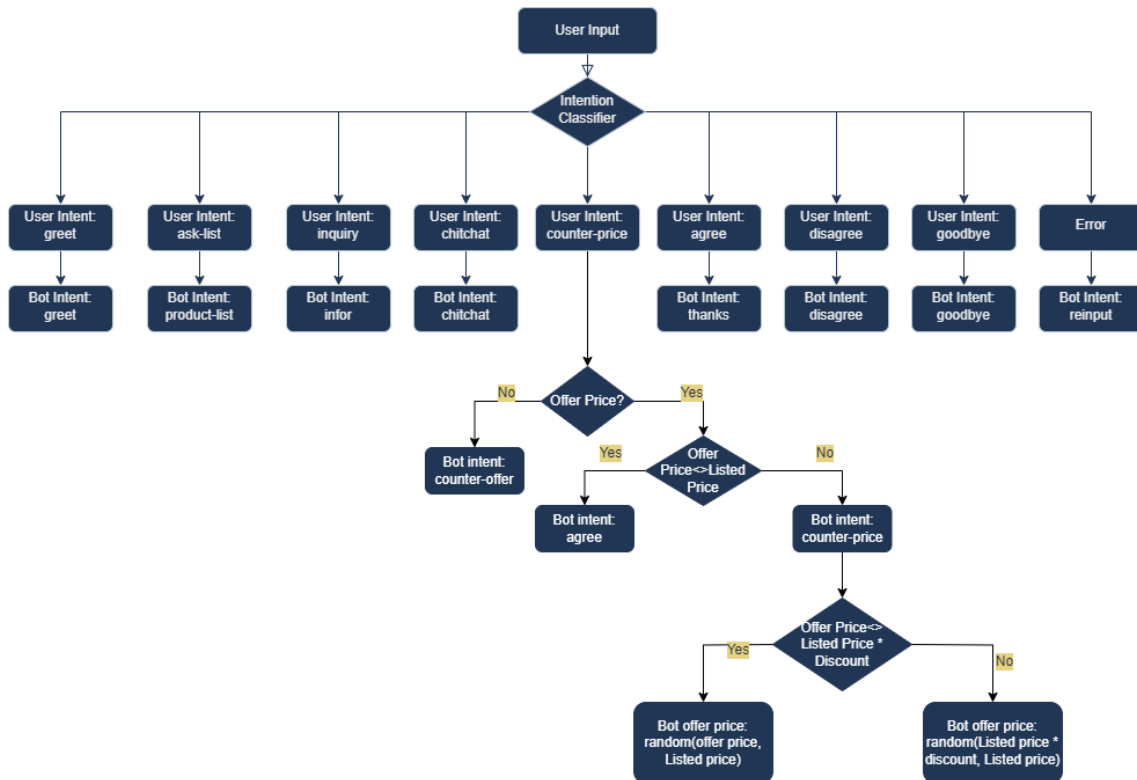 User Input
Intention
Classifier
User Intent:
greet
User Intent:
ask-list
User Intent:
inquiry
User Intent:
chitchat
User Intent:
counter-price
User Intent:
agree
User Intent:
disagree
User Intent:
goodbye
Error
Bot Intent:
greet
Bot Intent:
product-list
Bot Intent:
infor
Bot Intent:
chitchat
Bot Intent:
thanks
Bot Intent:
disagree
Bot Intent:
goodbye
Bot Intent:
reinput
No
Offer Price?
Yes
Bot intent:
counter-offer
Yes
Offer
Price<>Listed
Price
No
Bot intent:
agree
Bot intent:
counter-price
Yes
Offer Price<>
Listed Price *
Discount
No
Bot offer price:
random(offer price,
Listed price)
Bot offer price:
random(Listed price *
discount, Listed price)